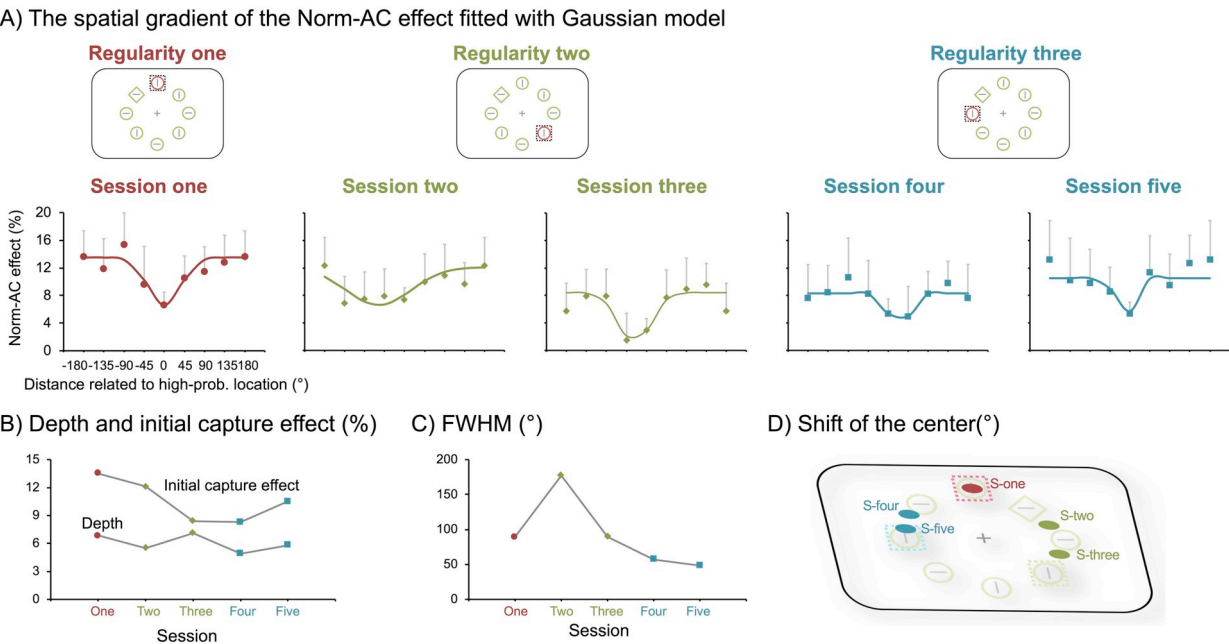 A) The spatial gradient of the Norm-AC effect fitted with Gaussian model
Regularity one
Regularity two
Regularity three
Session one
Session two
Session three
Session four
Session five
Norm-AC effect (%)
20
16
12
8
4
0
-180-135-90-45 0 45 90 135180
Distance related to high-prob. location (°)
B) Depth and initial capture effect (%)
15
12
9
6
3
0
Initial capture effect
Depth
One Two Three Four Five
Session
C) FWHM (°)
200
150
100
50
0
One Two Three Four Five
Session
D) Shift of the center(°)
S-one
S-four
S-five
S-two
S-three